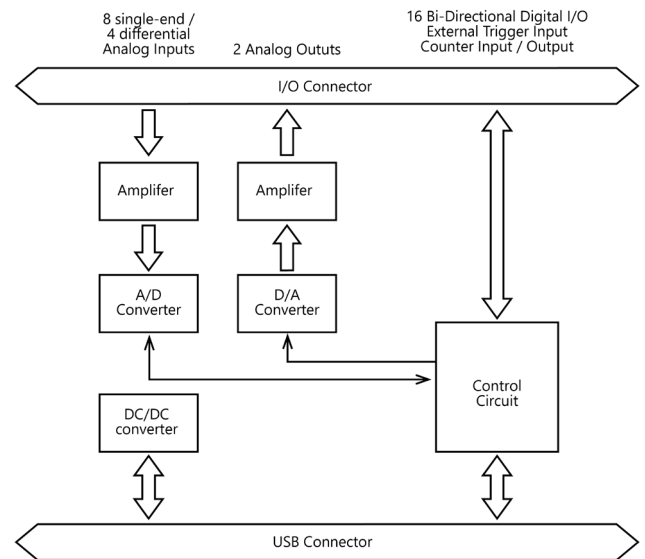 8 single-end /
4 differential
Analog Inputs
2 Analog Oututs
16 Bi-Directional Digital I/O
External Trigger Input
Counter Input / Output
I/O Connector
Amplifer
Amplifer
A/D
Converter
D/A
Converter
Control
Circuit
DC/DC
converter
USB Connector